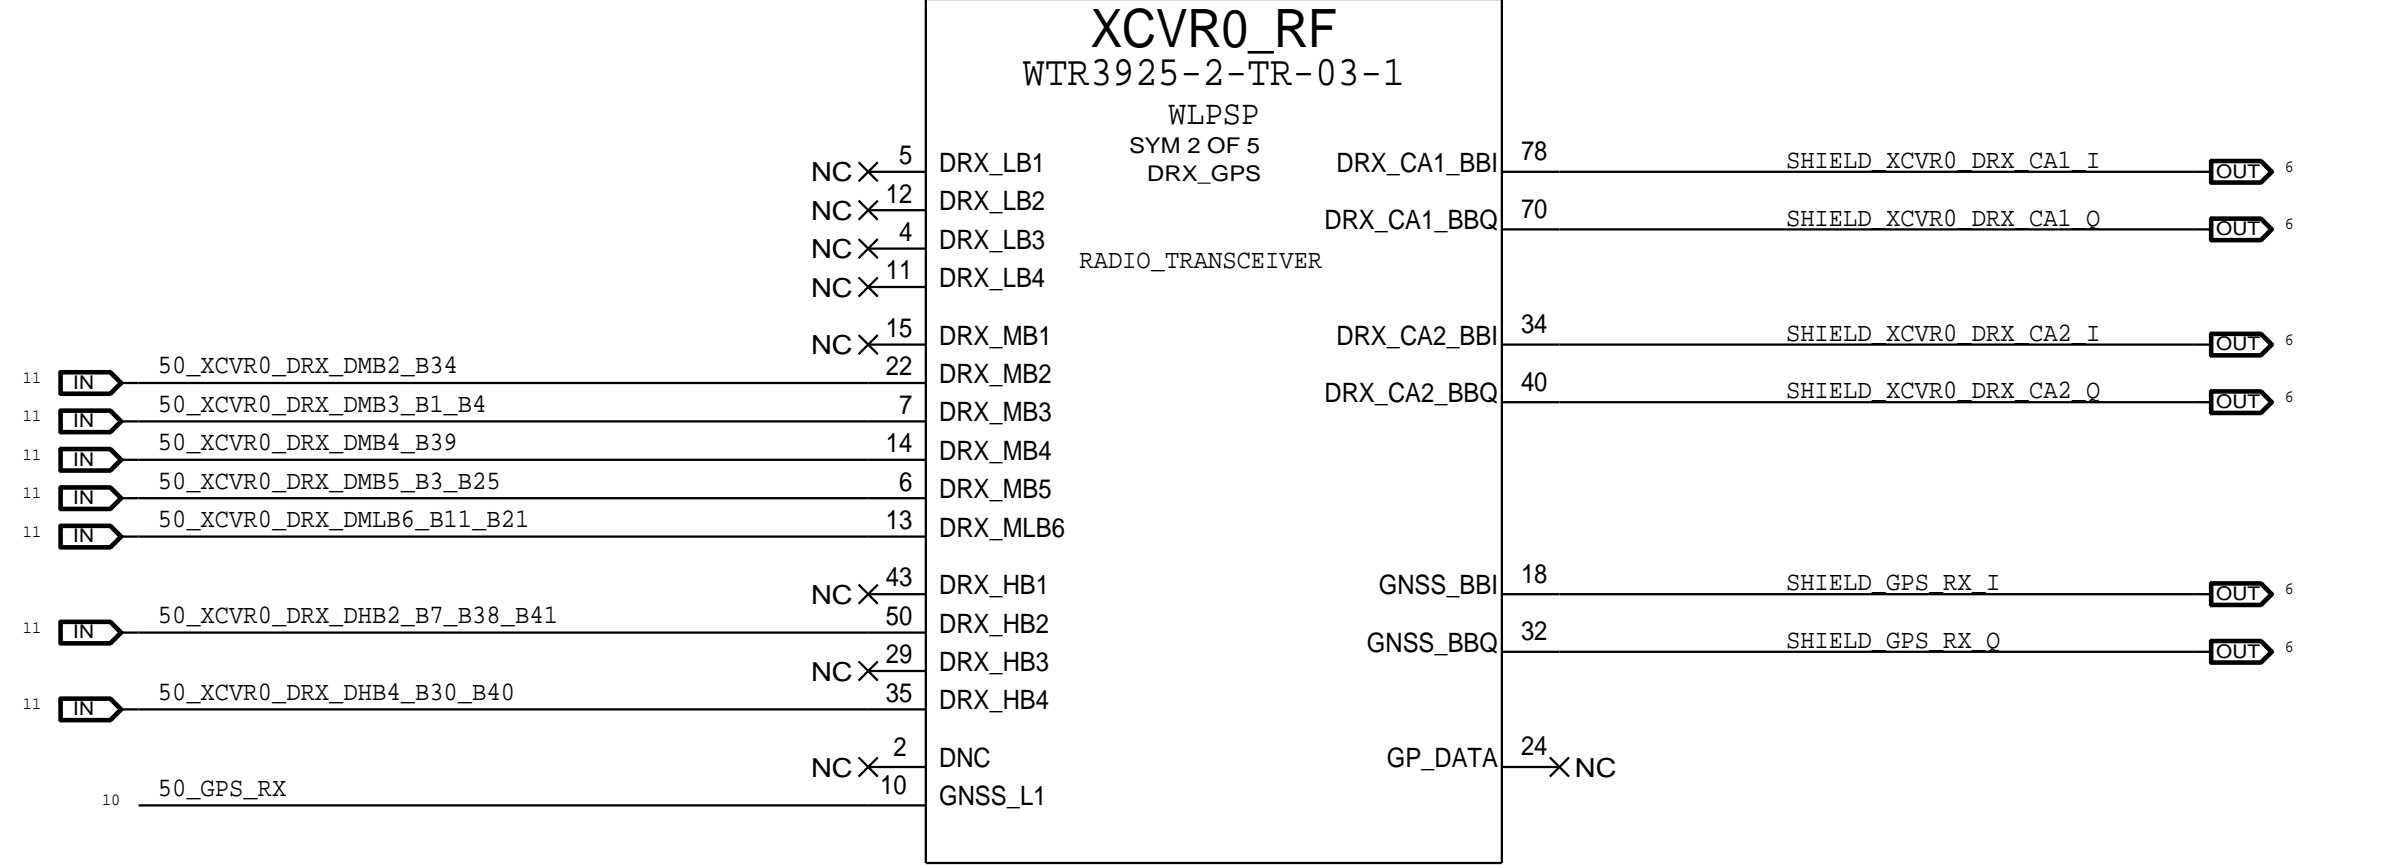 XCVR0_RF
WTR3925-2-TR-03-1
WLPSP
SYM 2 OF 5
DRX_GPS
RADIO_TRANSCEIVER
NC 5 DRX_LB1
NC 12 DRX_LB2
NC 4 DRX_LB3
NC 11 DRX_LB4
NC 15 DRX_MB1
11 IN 50_XCVR0_DRX_DMB2_B34 22 DRX_MB2
11 IN 50_XCVR0_DRX_DMB3_B1_B4 7 DRX_MB3
11 IN 50_XCVR0_DRX_DMB4_B39 14 DRX_MB4
11 IN 50_XCVR0_DRX_DMB5_B3_B25 6 DRX_MB5
11 IN 50_XCVR0_DRX_DMLB6_B11_B21 13 DRX_MLB6
NC 43 DRX_HB1
11 IN 50_XCVR0_DRX_DHB2_B7_B38_B41 50 DRX_HB2
NC 29 DRX_HB3
11 IN 50_XCVR0_DRX_DHB4_B30_B40 35 DRX_HB4
NC 2 DNC
10 50_GPS_RX 10 GNSS_L1
DRX_CA1_BBI 78 SHIELD_XCVR0_DRX_CA1_I OUT 6
DRX_CA1_BBQ 70 SHIELD_XCVR0_DRX_CA1_Q OUT 6
DRX_CA2_BBI 34 SHIELD_XCVR0_DRX_CA2_I OUT 6
DRX_CA2_BBQ 40 SHIELD_XCVR0_DRX_CA2_Q OUT 6
GNSS_BBI 18 SHIELD_GPS_RX_I OUT 6
GNSS_BBQ 32 SHIELD_GPS_RX_Q OUT 6
GP_DATA 24 NC